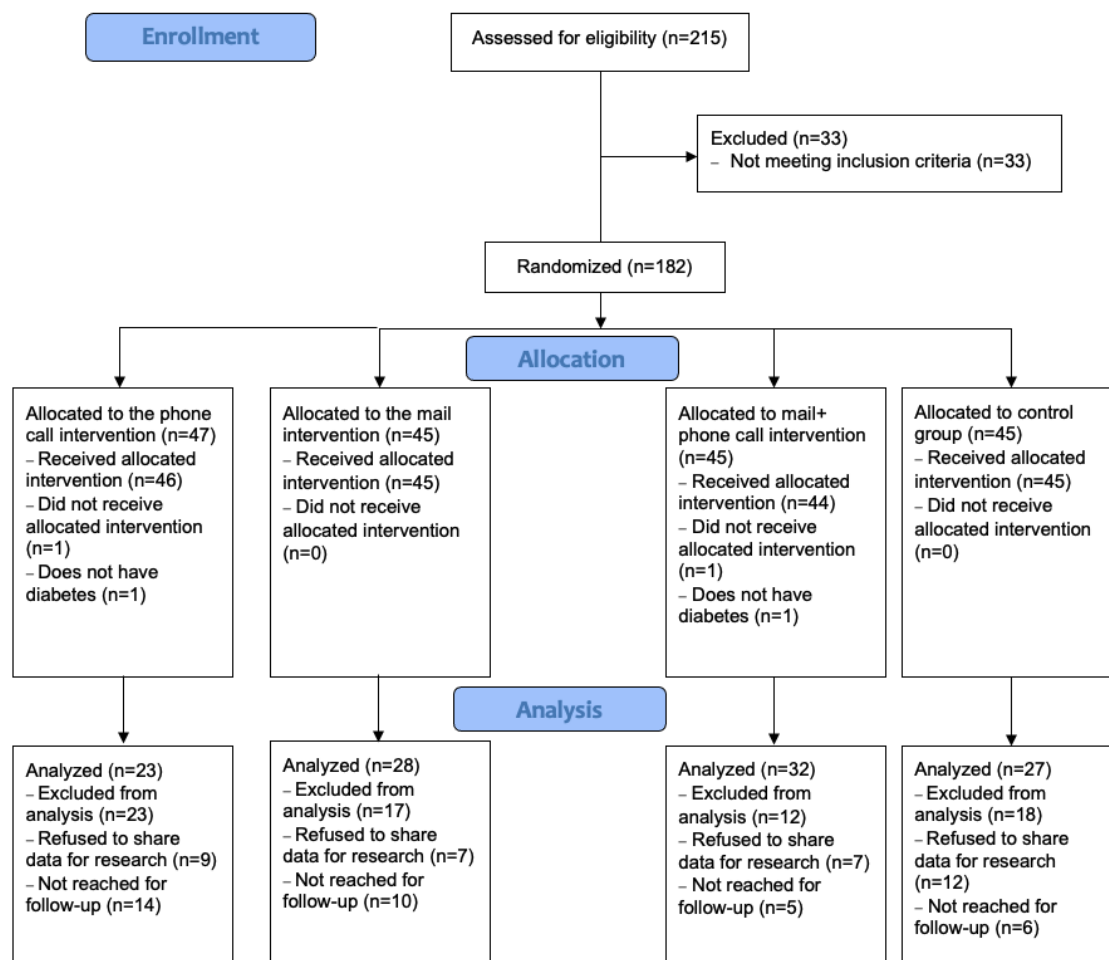 Enrollment
Assessed for eligibility (n=215)
Excluded (n=33)
– Not meeting inclusion criteria (n=33)
Randomized (n=182)
Allocation
Allocated to the phone
call intervention (n=47)
– Received allocated
intervention (n=46)
– Did not receive
allocated intervention
(n=1)
– Does not have
diabetes (n=1)
Allocated to the mail
intervention (n=45)
– Received allocated
intervention (n=45)
– Did not receive
allocated intervention
(n=0)
Allocated to mail+
phone call intervention
(n=45)
– Received allocated
intervention (n=44)
– Did not receive
allocated intervention
(n=1)
– Does not have
diabetes (n=1)
Allocated to control
group (n=45)
– Received allocated
intervention (n=45)
– Did not receive
allocated intervention
(n=0)
Analysis
Analyzed (n=23)
– Excluded from
analysis (n=23)
– Refused to share
data for research (n=9)
– Not reached for
follow-up (n=14)
Analyzed (n=28)
– Excluded from
analysis (n=17)
– Refused to share
data for research (n=7)
– Not reached for
follow-up (n=10)
Analyzed (n=32)
– Excluded from
analysis (n=12)
– Refused to share
data for research (n=7)
– Not reached for
follow-up (n=5)
Analyzed (n=27)
– Excluded from
analysis (n=18)
– Refused to share
data for research
(n=12)
– Not reached for
follow-up (n=6)